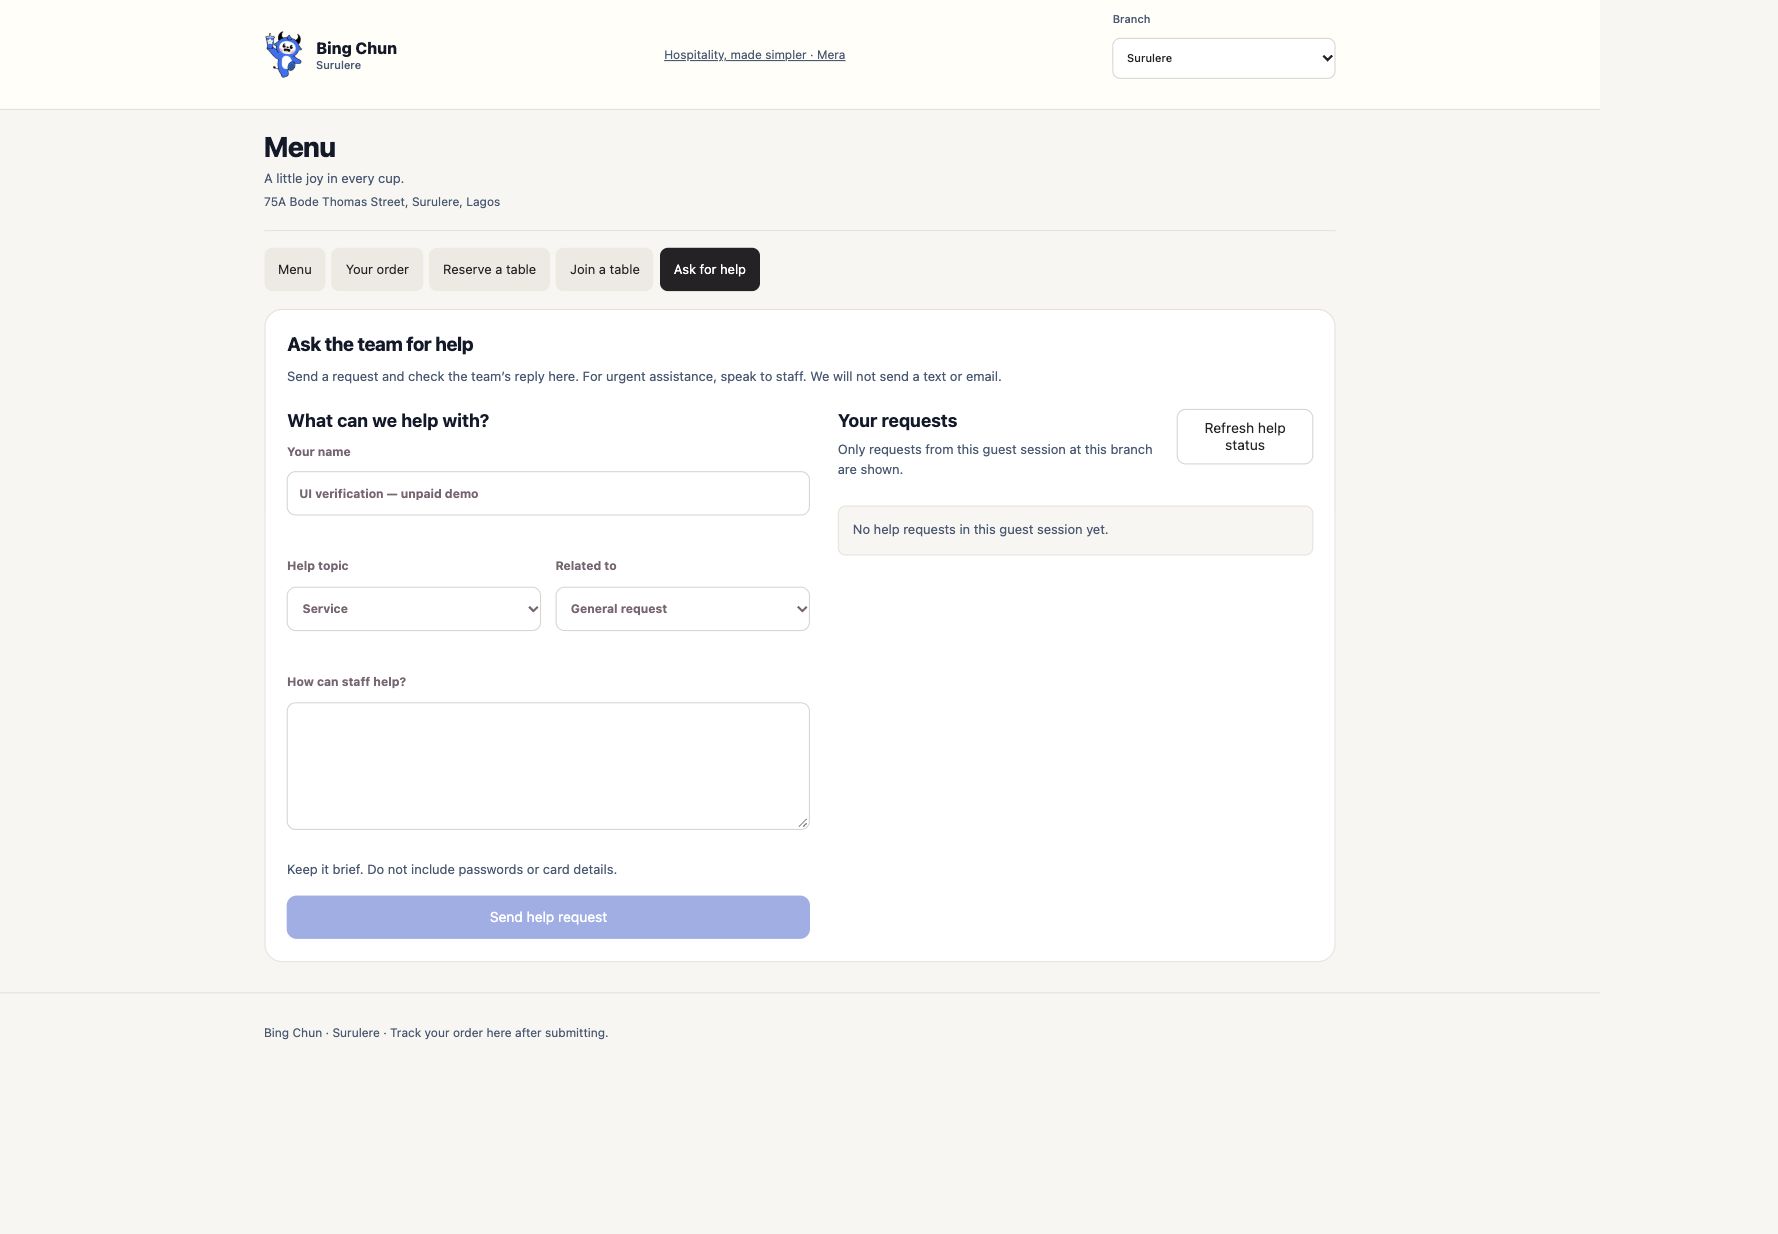 Bing Chun
Surulere
Hospitality, made simpler · Mera
Branch
Surulere
Menu
A little joy in every cup.
75A Bode Thomas Street, Surulere, Lagos
Menu
Your order
Reserve a table
Join a table
Ask for help
Ask the team for help
Send a request and check the team’s reply here. For urgent assistance, speak to staff. We will not send a text or email.
What can we help with?
Your name
UI verification — unpaid demo
Help topic
Related to
Service
General request
How can staff help?
Keep it brief. Do not include passwords or card details.
Send help request
Your requests
Only requests from this guest session at this branch
are shown.
Refresh help
status
No help requests in this guest session yet.
Bing Chun · Surulere · Track your order here after submitting.